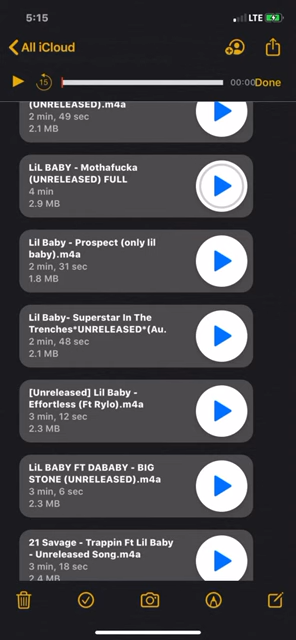 5:15
LTE
All iCloud
15
00:00
Done
(UNRELEASED).m4a
2 min, 49 sec
2.1 MB
LiL BABY - Mothafucka
(UNRELEASED) FULL
4 min
2.9 MB
Lil Baby - Prospect (only lil
baby).m4a
2 min, 31 sec
1.8 MB
Lil Baby- Superstar In The
Trenches*UNRELEASED*(Au.
2 min, 48 sec
2.1 MB
[Unreleased] Lil Baby -
Effortless (Ft Rylo).m4a
3 min, 12 sec
2.3 MB
LiL BABY FT DABABY - BIG
STONE (UNRELEASED).m4a
3 min, 6 sec
2.3 MB
21 Savage - Trappin Ft Lil Baby
- Unreleased Song.m4a
3 min, 18 sec
2.4 MB